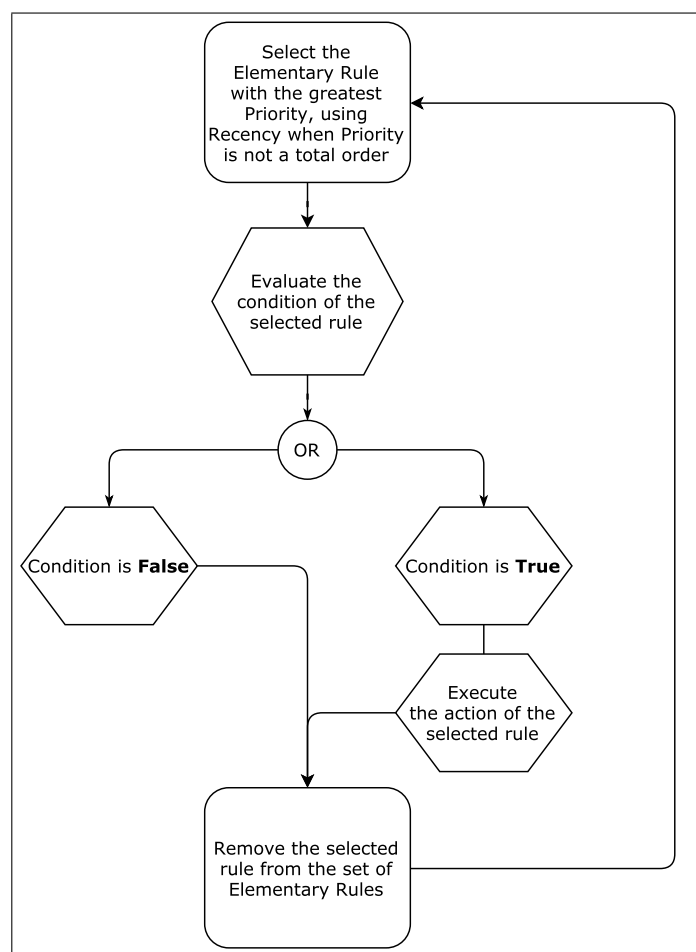 Select the
Elementary Rule
with the greatest
Priority, using
Recency when Priority
is not a total order
Evaluate the
condition of the
selected rule
OR
Condition is False
Condition is True
Execute
the action of the
selected rule
Remove the selected
rule from the set of
Elementary Rules